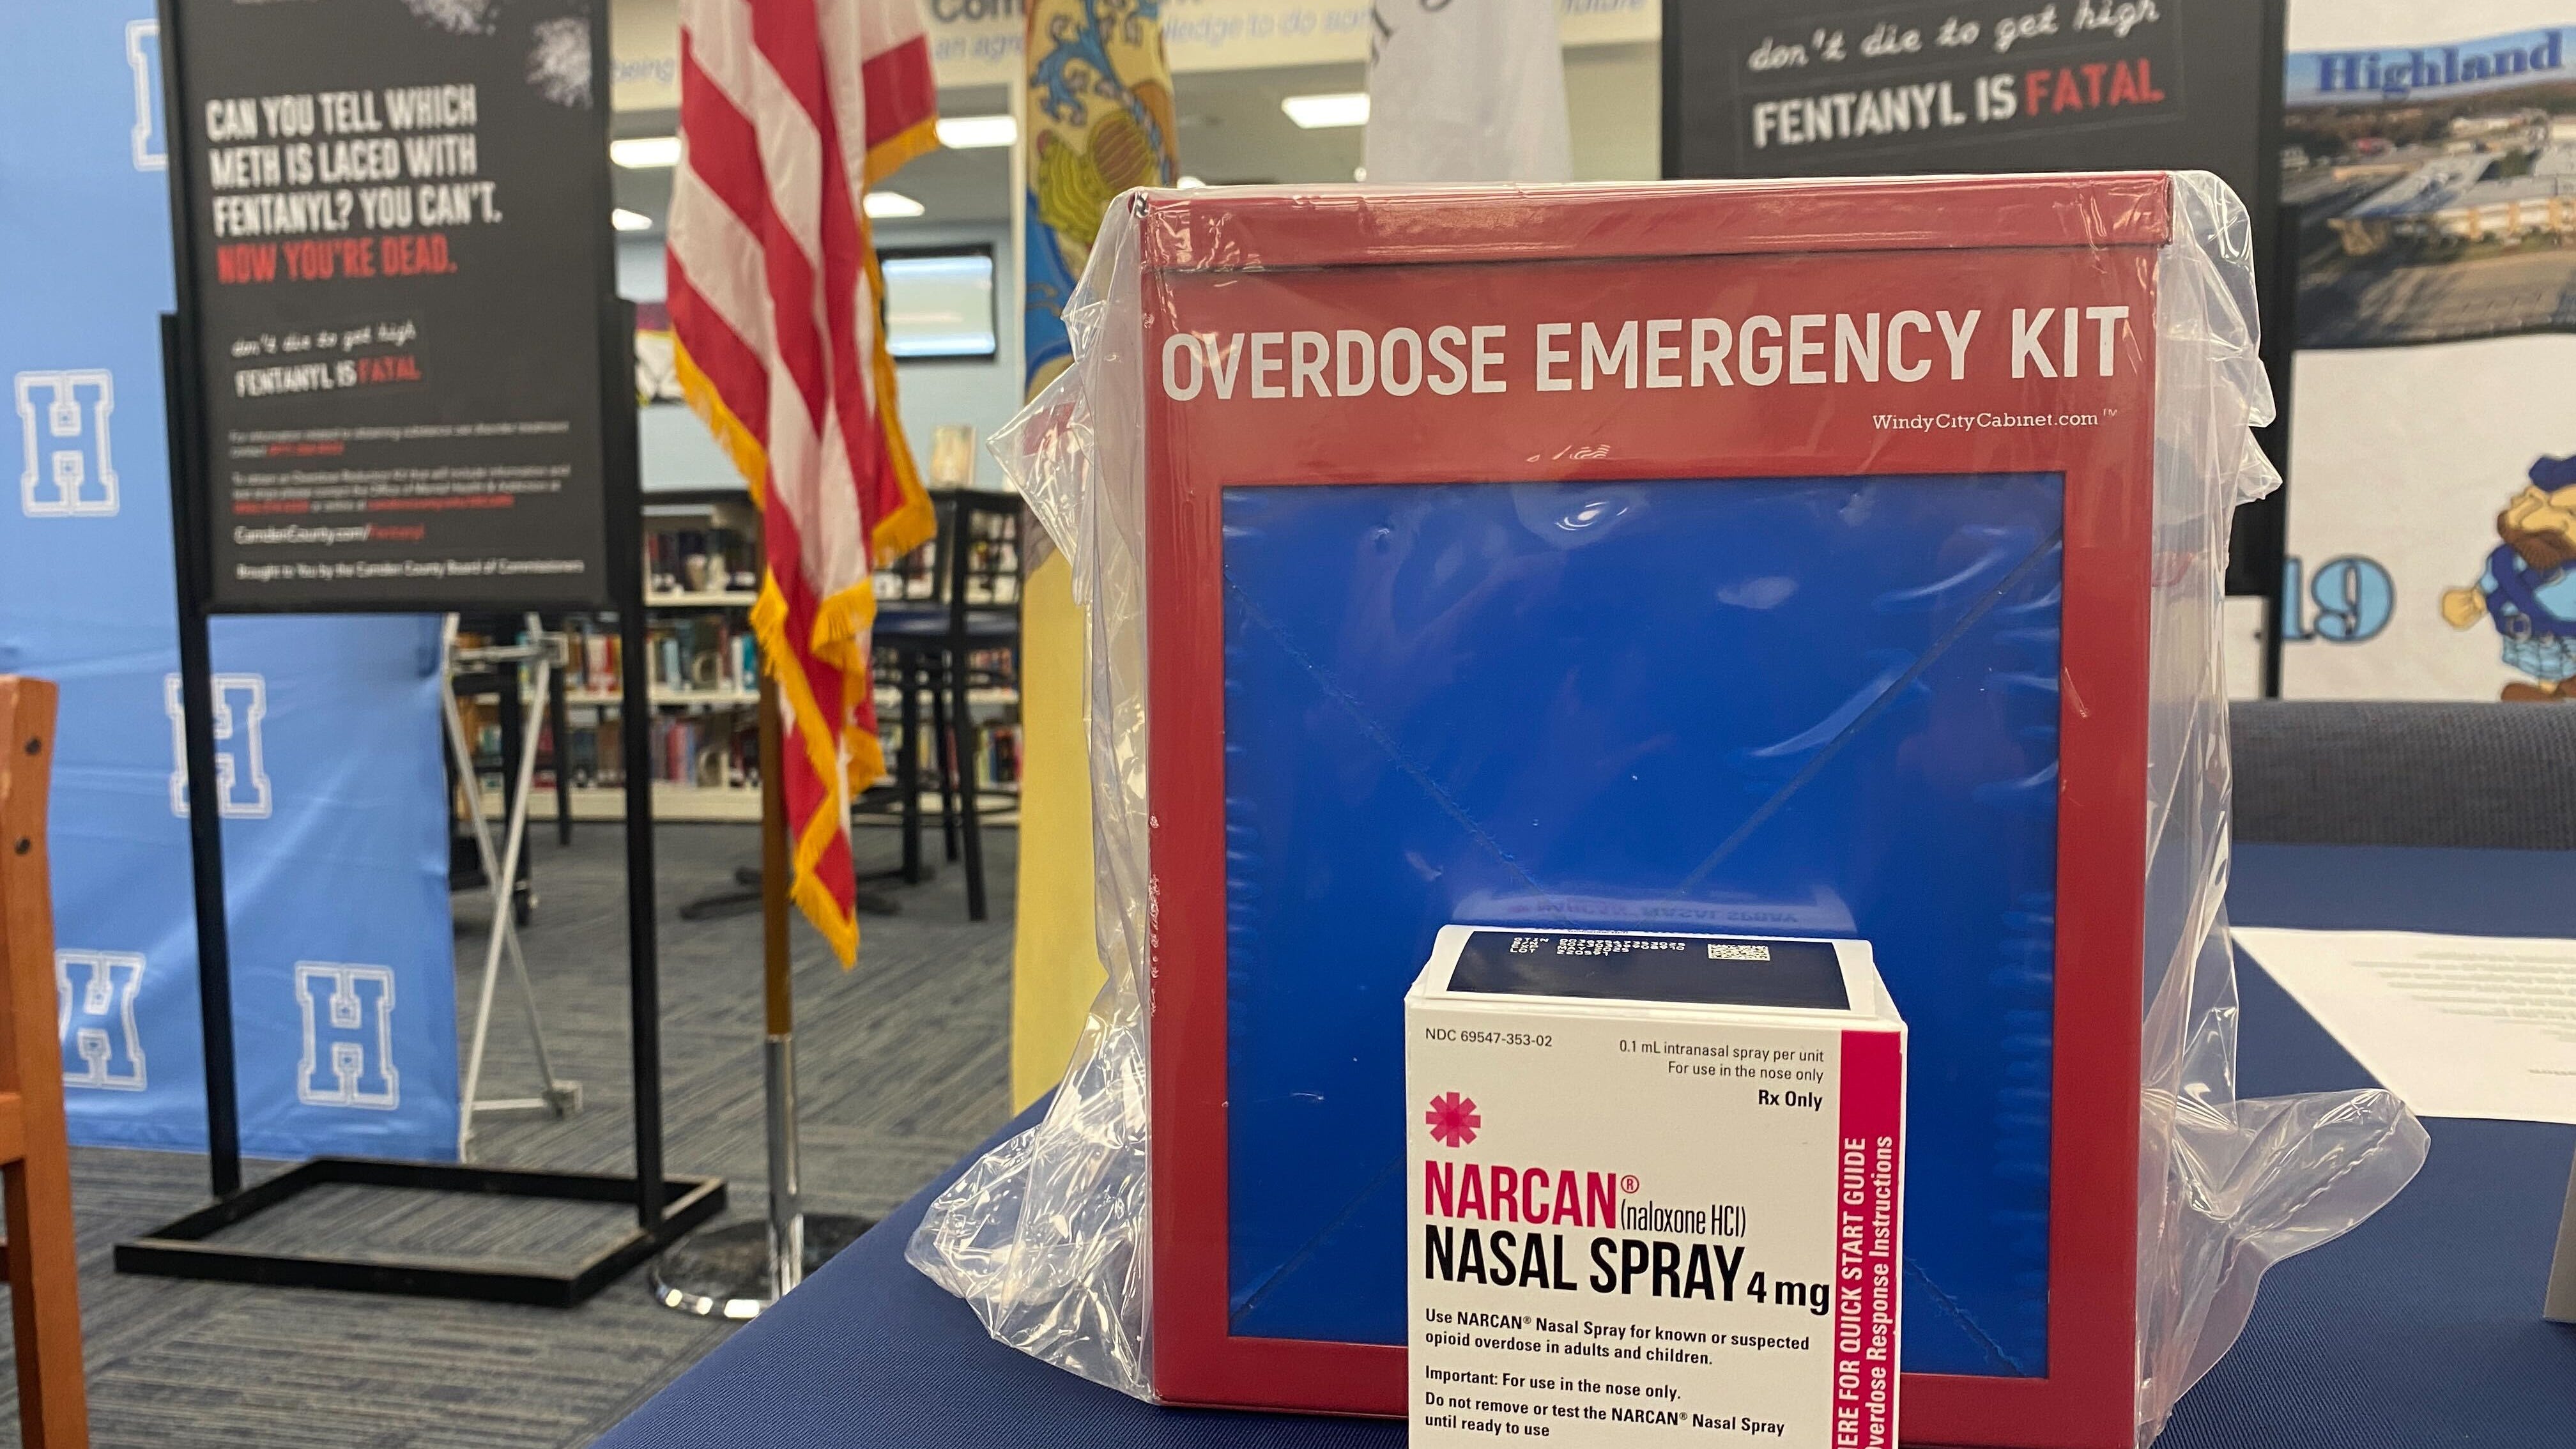 CAN YOU TELL WHICH
METH IS LACED WITH
FENTANYL? YOU CAN'T.
NOW YOU'RE DEAD.
don't die to get high
FENTANYL IS FATAL
CamdenCounty.com/Fentanyl
Brought to You by the Camden County Board of Commissioners
H
H
H
H
H
don't die to get high
FENTANYL IS FATAL
Highland
19
OVERDOSE EMERGENCY KIT
WindyCityCabinet.com™
NDC 69547-353-02
0.1 mL intranasal spray per unit
For use in the nose only
Rx Only
NARCAN® (naloxone HCl)
NASAL SPRAY 4 mg
Use NARCAN® Nasal Spray for known or suspected
opioid overdose in adults and children.
Important: For use in the nose only.
Do not remove or test the NARCAN® Nasal Spray
until ready to use
HERE FOR QUICK START GUIDE
Overdose Response Instructions